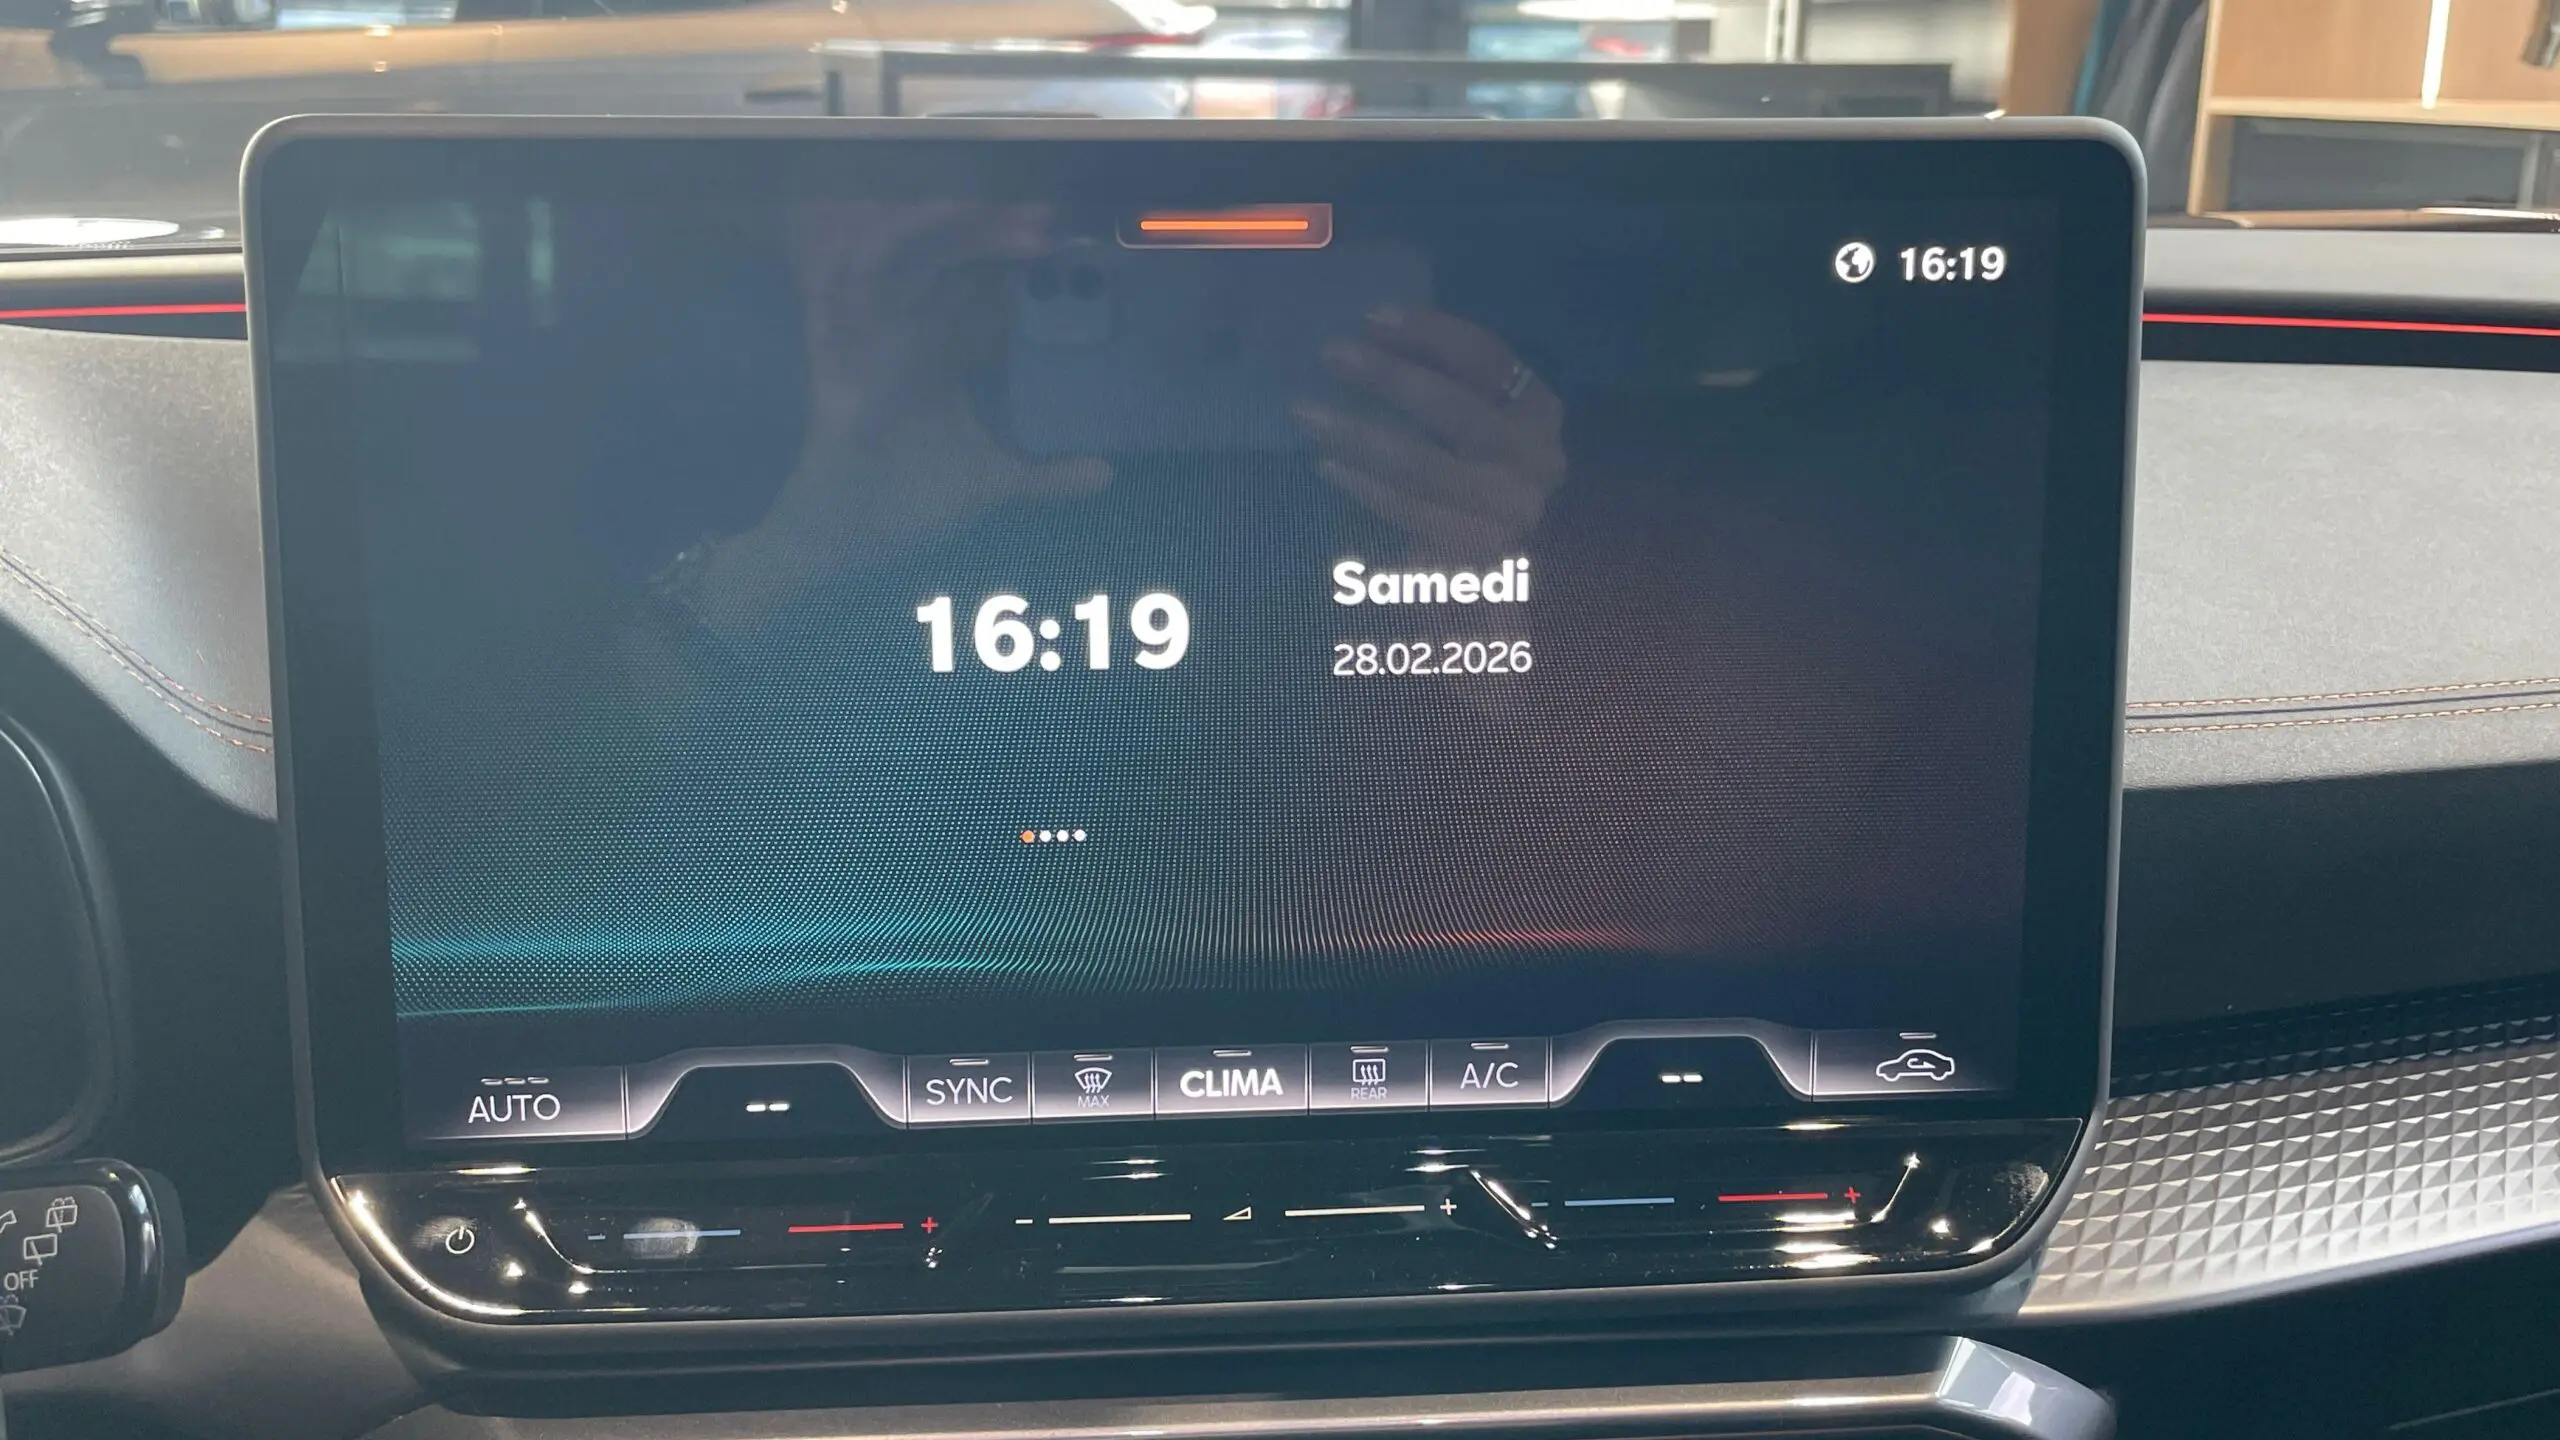 16:19
16:19
Samedi
28.02.2026
AUTO
--
SYNC
MAX
CLIMA
REAR
A/C
--
- + - + - +
OFF